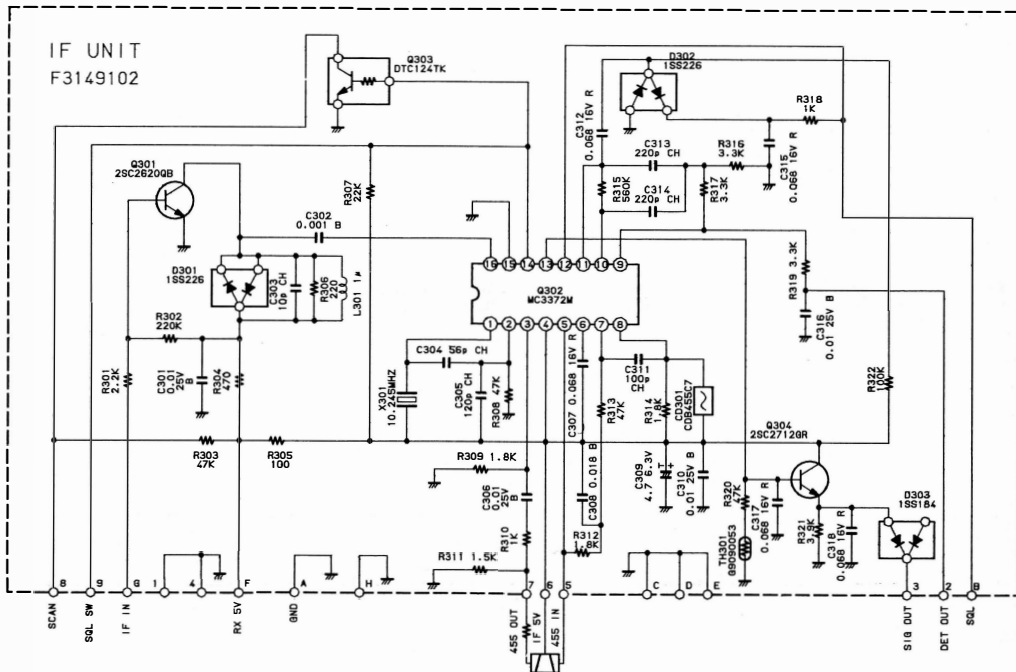 IF UNIT
F3149102
Q303
DTC124TK
D302
1SS226
R318
1K
C312
0.068 16V R
C313
220p CH
R316
3.3K
C315
0.068 16V R
Q301
2SC2620QB
R307
22K
R315
560K
C314
220p CH
R317
3.3K
C302
0.001 B
D301
1SS226
C303
10p CH
R306
220
L301 1μ
16 15 14 13 12 11 10 9
Q302
MC3372M
1 2 3 4 5 6 7 8
R319 3.3K
C316
0.01 25V B
R302
220K
R301
2.2K
C301
0.01
25V
B
R304
470
C304 56p CH
X301
10.245MHZ
C305
120p CH
R308 47K
C307 0.068 16V R
C311
100p
CH
R313
47K
R314
1.8K
CD301
CDB455C7
R322
100K
Q304
2SC2712GR
R303
47K
R305
100
R309 1.8K
C306
0.01
25V
B
C308 0.018 B
C309
4.7 6.3V
+
C310
0.01 25V B
R320
47K
C317
0.068 16V R
D303
1SS184
R310
1K
R312
1.8K
R311 1.5K
TH301
G9090053
R321
3.9K
C318
0.068 16V R
8 9 G 1 4 F A H 7 6 5 C D E 3 2 B
SCAN
SQL SW
IF IN
RX 5V
GND
455 OUT
IF 5V
455 IN
SIG OUT
DET OUT
SQL